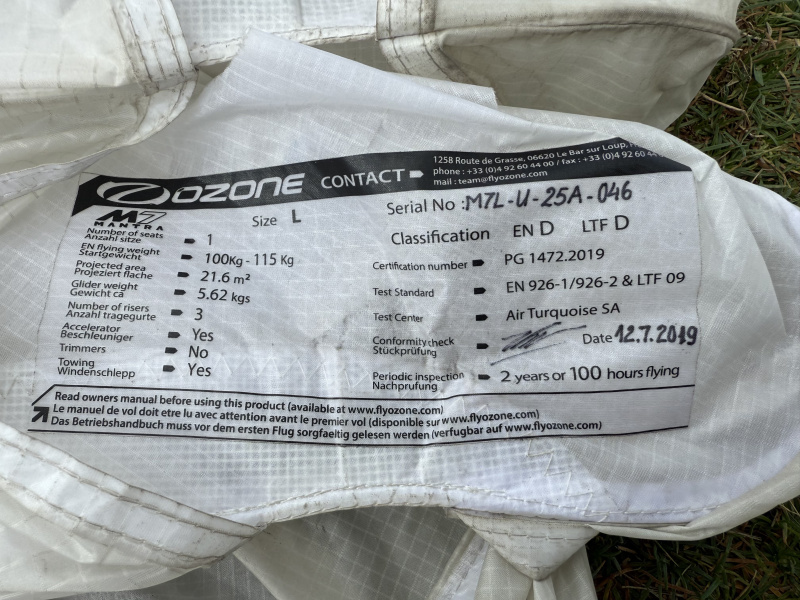 OZONE CONTACT
1258 Route de Grasse, 06620 Le Bar sur Loup,
phone : +33 (0)4 92 60 44 00 / fax : +33 (0)4 92 60 44
mail : team@flyozone.com
M7
MANTRA
Size L
Serial No : M7L-U-25A-046
Classification EN D LTF D
Number of seats
Anzahl sitze
1
EN flying weight
Startgewicht
100Kg - 115 Kg
Projected area
Projeziert flache
21.6 m²
Glider weight
Gewicht ca
5.62 kgs
Number of risers
Anzahl tragegurte
3
Accelerator
Beschleuniger
Yes
Trimmers
No
Towing
Windenschlepp
Yes
Certification number
PG 1472.2019
Test Standard
EN 926-1/926-2 & LTF 09
Test Center
Air Turquoise SA
Conformity check
Stückprüfung
Date 12.7.2019
Periodic inspection
Nachprufung
2 years or 100 hours flying
Read owners manual before using this product (available at www.flyozone.com)
Le manuel de vol doit etre lu avec attention avant le premier vol (disponible sur www.flyozone.com)
Das Betriebshandbuch muss vor dem ersten Flug sorgfaeltig gelesen werden (verfugbar auf www.flyozone.com)